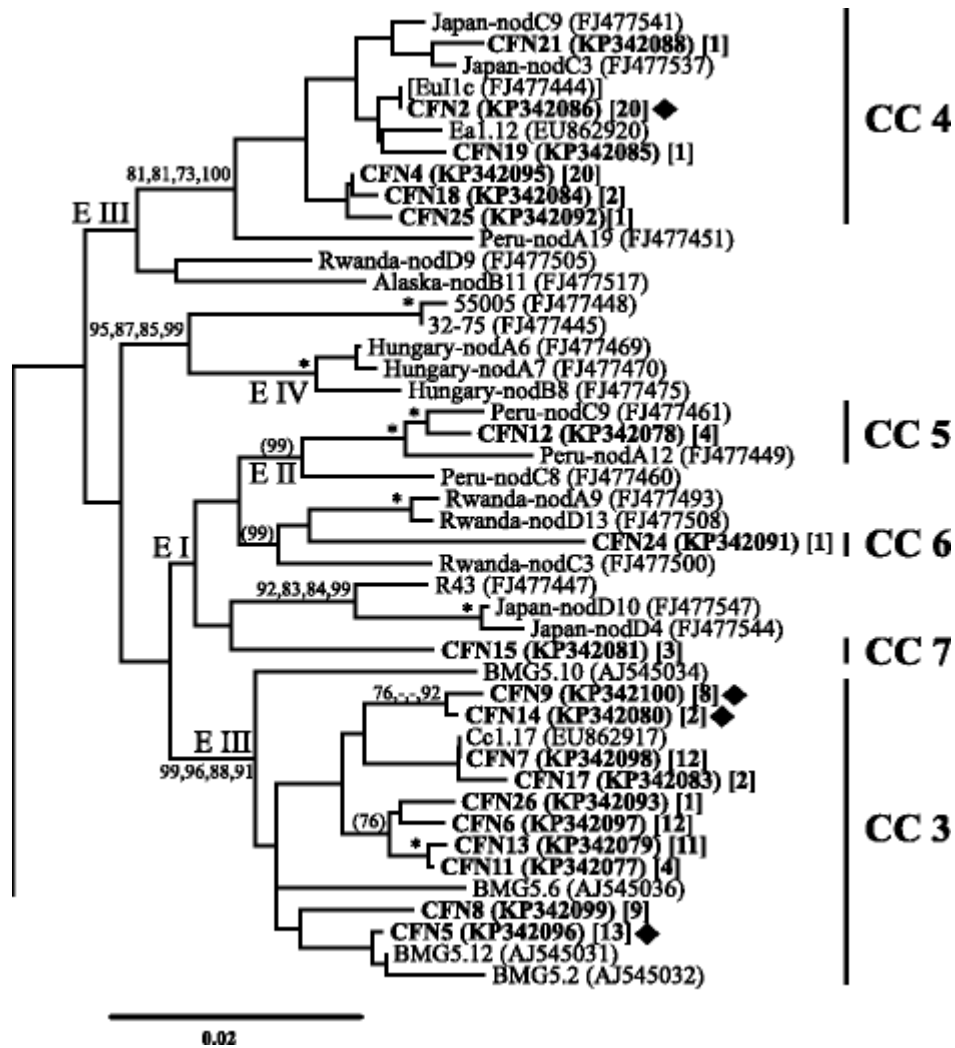 Japan-nodC9 (FJ477541)
CFN21 (KP342088) [1]
Japan-nodC3 (FJ477537)
[EuI1c (FJ477444)]
CFN2 (KP342086) [20]
CC 4
Ea1.12 (EU862920)
CFN19 (KP342085) [1]
81,81,73,100
CFN4 (KP342095) [20]
CFN18 (KP342084) [2]
E III
CFN25 (KP342092)[1]
Peru-nodA19 (FJ477451)
Rwanda-nodD9 (FJ477505)
Alaska-nodB11 (FJ477517)
* 55005 (FJ477448)
95,87,85,99
32-75 (FJ477445)
Hungary-nodA6 (FJ477469)
* Hungary-nodA7 (FJ477470)
E IV
Hungary-nodB8 (FJ477475)
* Peru-nodC9 (FJ477461)
* CFN12 (KP342078) [4]
CC 5
(99)
Peru-nodA12 (FJ477449)
E II
Peru-nodC8 (FJ477460)
* Rwanda-nodA9 (FJ477493)
Rwanda-nodD13 (FJ477508)
(99)
E I
CFN24 (KP342091) [1]
CC 6
Rwanda-nodC3 (FJ477500)
92,83,84,99
R43 (FJ477447)
* Japan-nodD10 (FJ477547)
Japan-nodD4 (FJ477544)
CFN15 (KP342081) [3]
CC 7
BMG5.10 (AJ545034)
76,-,-,92
CFN9 (KP342100) [8]
CFN14 (KP342080) [2]
E III
Cc1.17 (EU862917)
99,96,88,91
CFN7 (KP342098) [12]
CFN17 (KP342083) [2]
CFN26 (KP342093) [1]
(76)
CFN6 (KP342097) [12]
CC 3
* CFN13 (KP342079) [11]
CFN11 (KP342077) [4]
BMG5.6 (AJ545036)
CFN8 (KP342099) [9]
CFN5 (KP342096) [13]
BMG5.12 (AJ545031)
BMG5.2 (AJ545032)
0.02